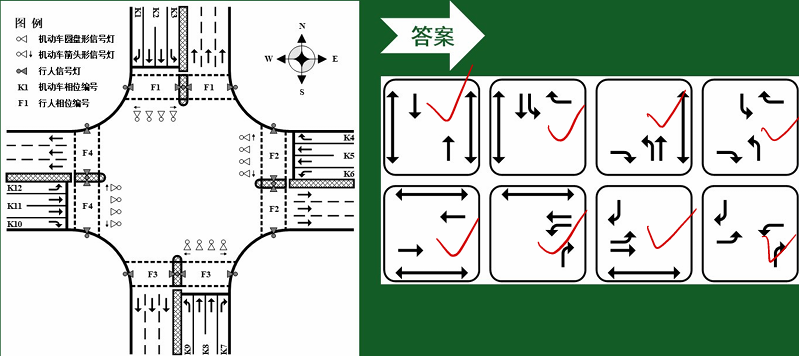 图 例
机动车圆盘形信号灯
机动车箭头形信号灯
行人信号灯
K1 机动车相位编号
F1 行人相位编号
K1
K2
K3
N
W
E
S
F1
F1
F4
F4
F2
F2
K4
K5
K6
K12
K11
K10
F3
F3
K9
K8
K7
答案